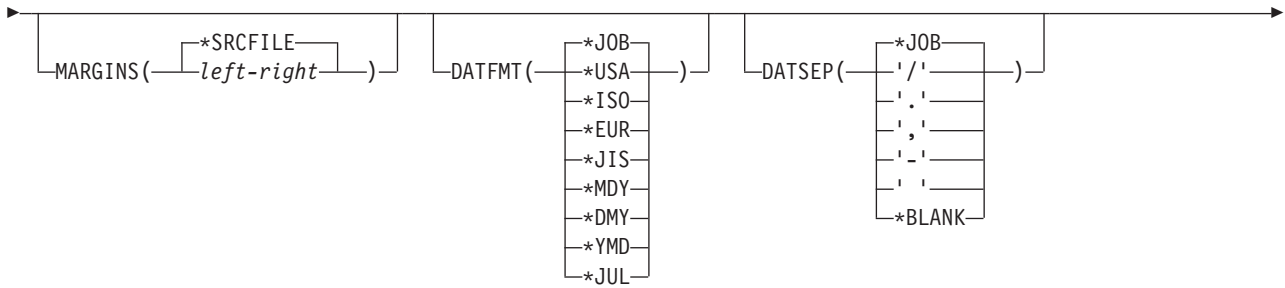 MARGINS( *SRCFILE left-right )
DATFMT( *JOB *USA *ISO *EUR *JIS *MDY *DMY *YMD *JUL )
DATSEP( *JOB '/' '.' ',' '-' ' ' *BLANK )